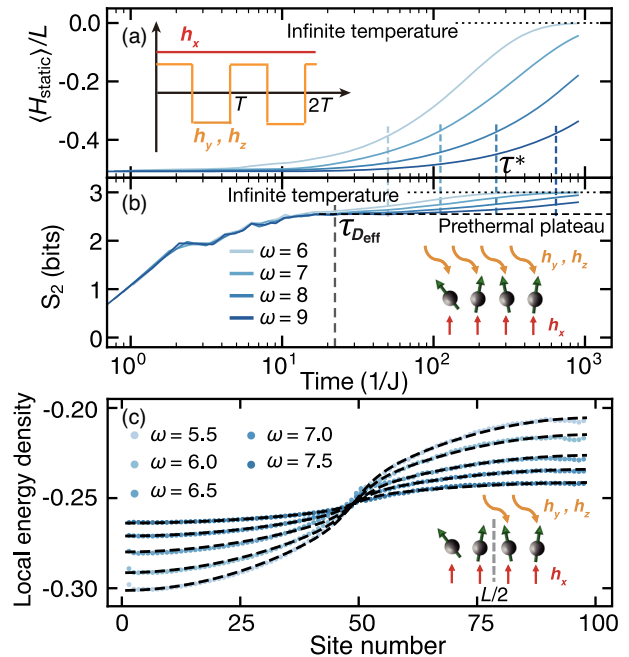 (a)
h_x
Infinite temperature
T
2T
h_y , h_z
τ*
0.0
-0.2
-0.4
⟨H_static⟩/L
(b)
Infinite temperature
τ_{D_eff}
Prethermal plateau
ω = 6
ω = 7
ω = 8
ω = 9
h_y , h_z
h_x
3
2
1
0
S_2 (bits)
10^0
10^1
10^2
10^3
Time (1/J)
(c)
ω = 5.5
ω = 7.0
ω = 6.0
ω = 7.5
ω = 6.5
h_y , h_z
h_x
L/2
-0.20
-0.25
-0.30
Local energy density
0
25
50
75
100
Site number